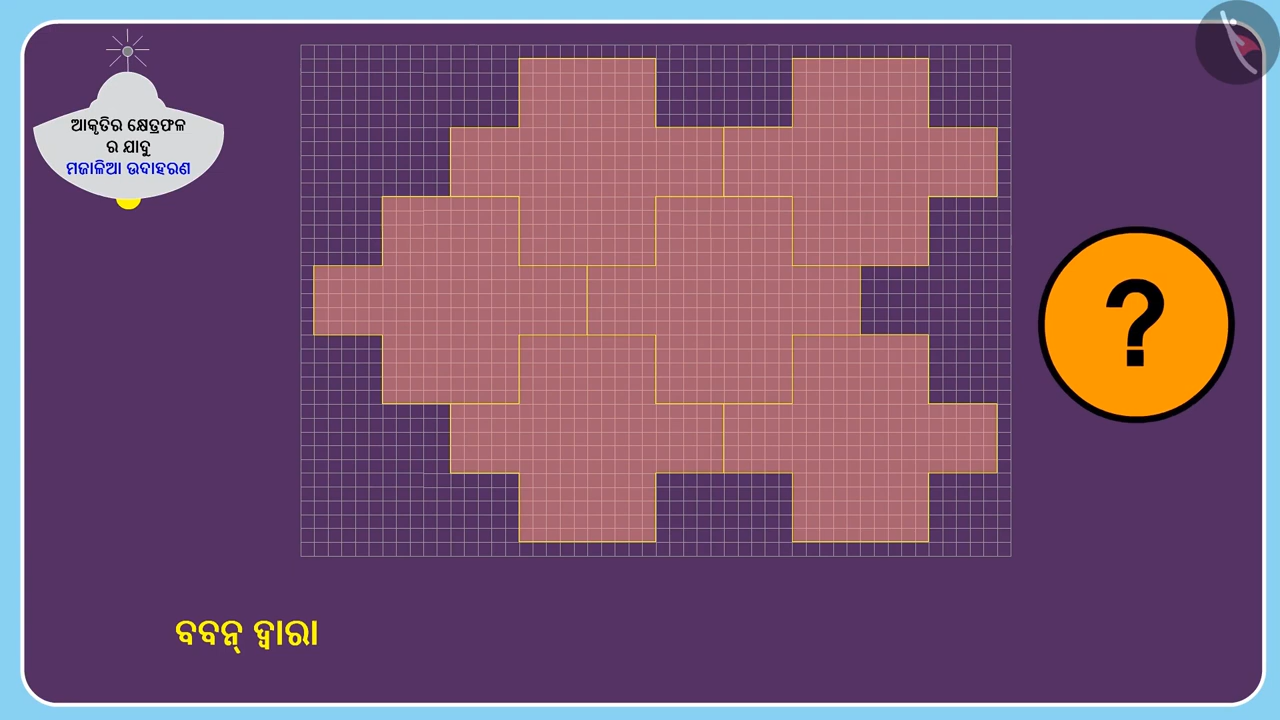 ଆକୃତିର କ୍ଷେତ୍ରଫଳ
ର ଯାଦୁ
ମଜାଳିଆ ଉଦାହରଣ
?
ବବନ୍ ଦ୍ୱାରା